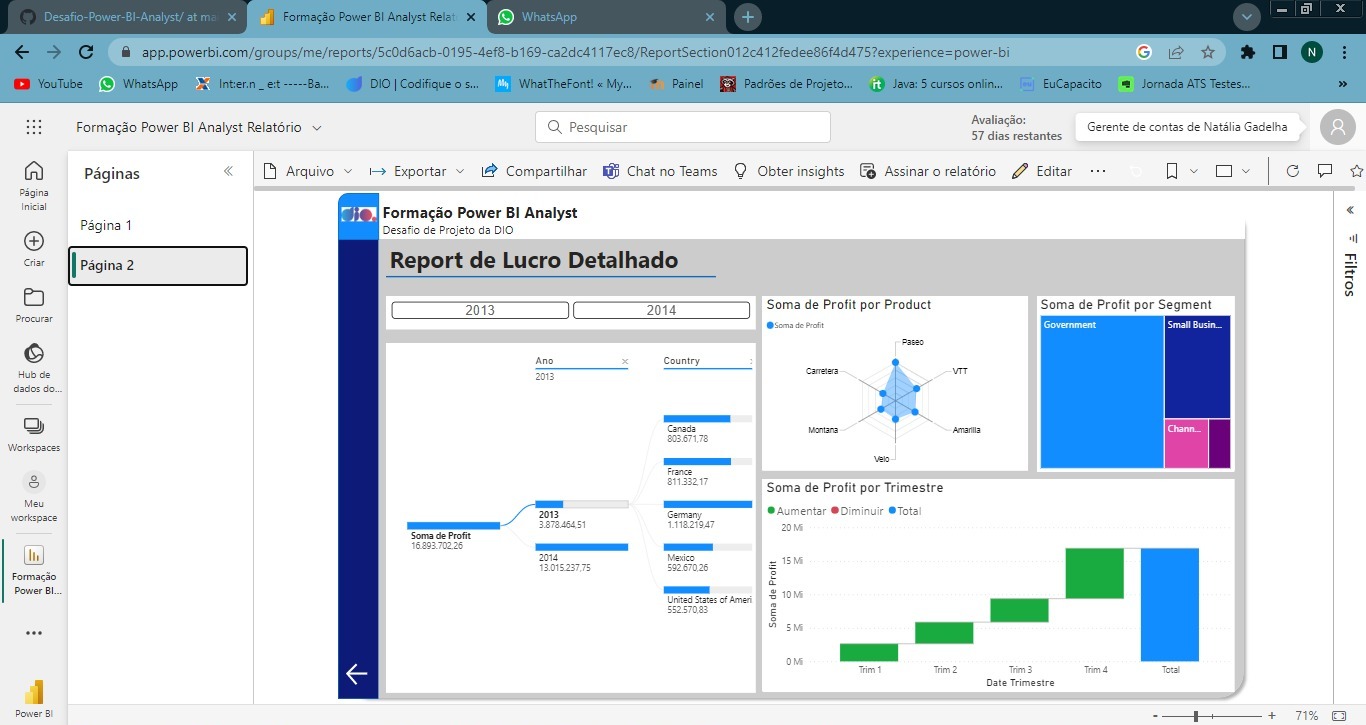 Desafio-Power-BI-Analyst/ at ma
Formação Power BI Analyst Relat
WhatsApp
app.powerbi.com/groups/me/reports/5c0d6acb-0195-4ef8-b169-ca2dc4117ec8/ReportSection012c412fedee86f4d475?experience=power-bi
N
YouTube
WhatsApp
Int:er.n _ e:t -----Ba...
DIO | Codifique o s...
WhatTheFont! « My...
Painel
Padrões de Projeto...
Java: 5 cursos onlin...
EuCapacito
Jornada ATS Testes...
Formação Power BI Analyst Relatório
Pesquisar
Avaliação:
57 dias restantes
Gerente de contas de Natália Gadelha
Página
Inicial
Criar
Procurar
Hub de
dados do...
Workspaces
Meu
workspace
Formação
Power BI...
Power BI
Páginas
Página 1
Página 2
Arquivo
Exportar
Compartilhar
Chat no Teams
Obter insights
Assinar o relatório
Editar
dio.
Formação Power BI Analyst
Desafio de Projeto da DIO
Report de Lucro Detalhado
2013
2014
Ano
2013
Country
Soma de Profit
16.893.702,26
2013
3.878.464,51
2014
13.015.237,75
Canada
803.671,78
France
811.332,17
Germany
1.118.219,47
Mexico
592.670,26
United States of Ameri
552.570,83
Soma de Profit por Product
Soma de Profit
Paseo
VTT
Amarilla
Velo
Montana
Carretera
Soma de Profit por Segment
Government
Small Busin...
Chann...
Soma de Profit por Trimestre
Aumentar
Diminuir
Total
Soma de Profit
20 Mi
15 Mi
10 Mi
5 Mi
0 Mi
Trim 1
Trim 2
Trim 3
Trim 4
Total
Date Trimestre
Filtros
71%